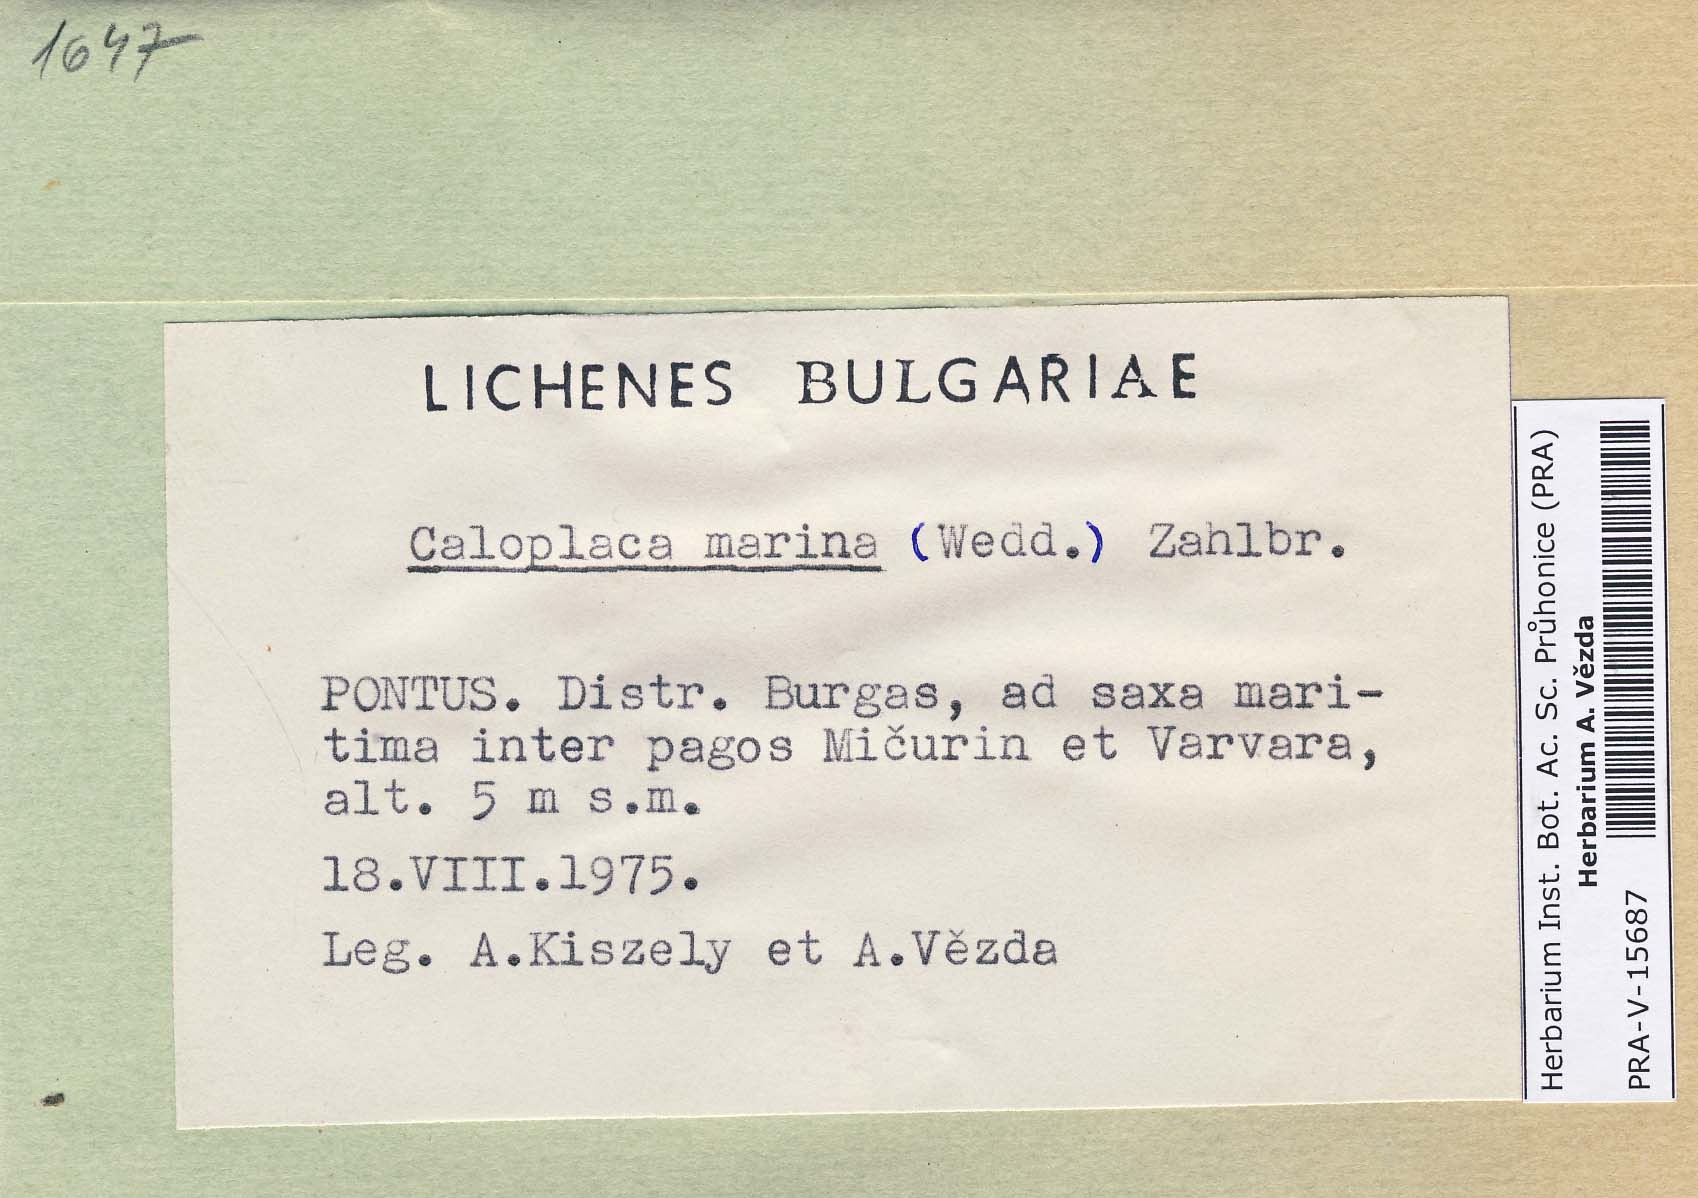 1647
LICHENES BULGARIAE
Caloplaca marina (Wedd.) Zahlbr.
PONTUS. Distr. Burgas, ad saxa mari-
tima inter pagos Mičurin et Varvara,
alt. 5 m s.m.
18.VIII.1975.
Leg. A.Kiszely et A.Vězda
Herbarium Inst. Bot. Ac. Sc. Průhonice (PRA)
Herbarium A. Vězda
PRA-V-15687